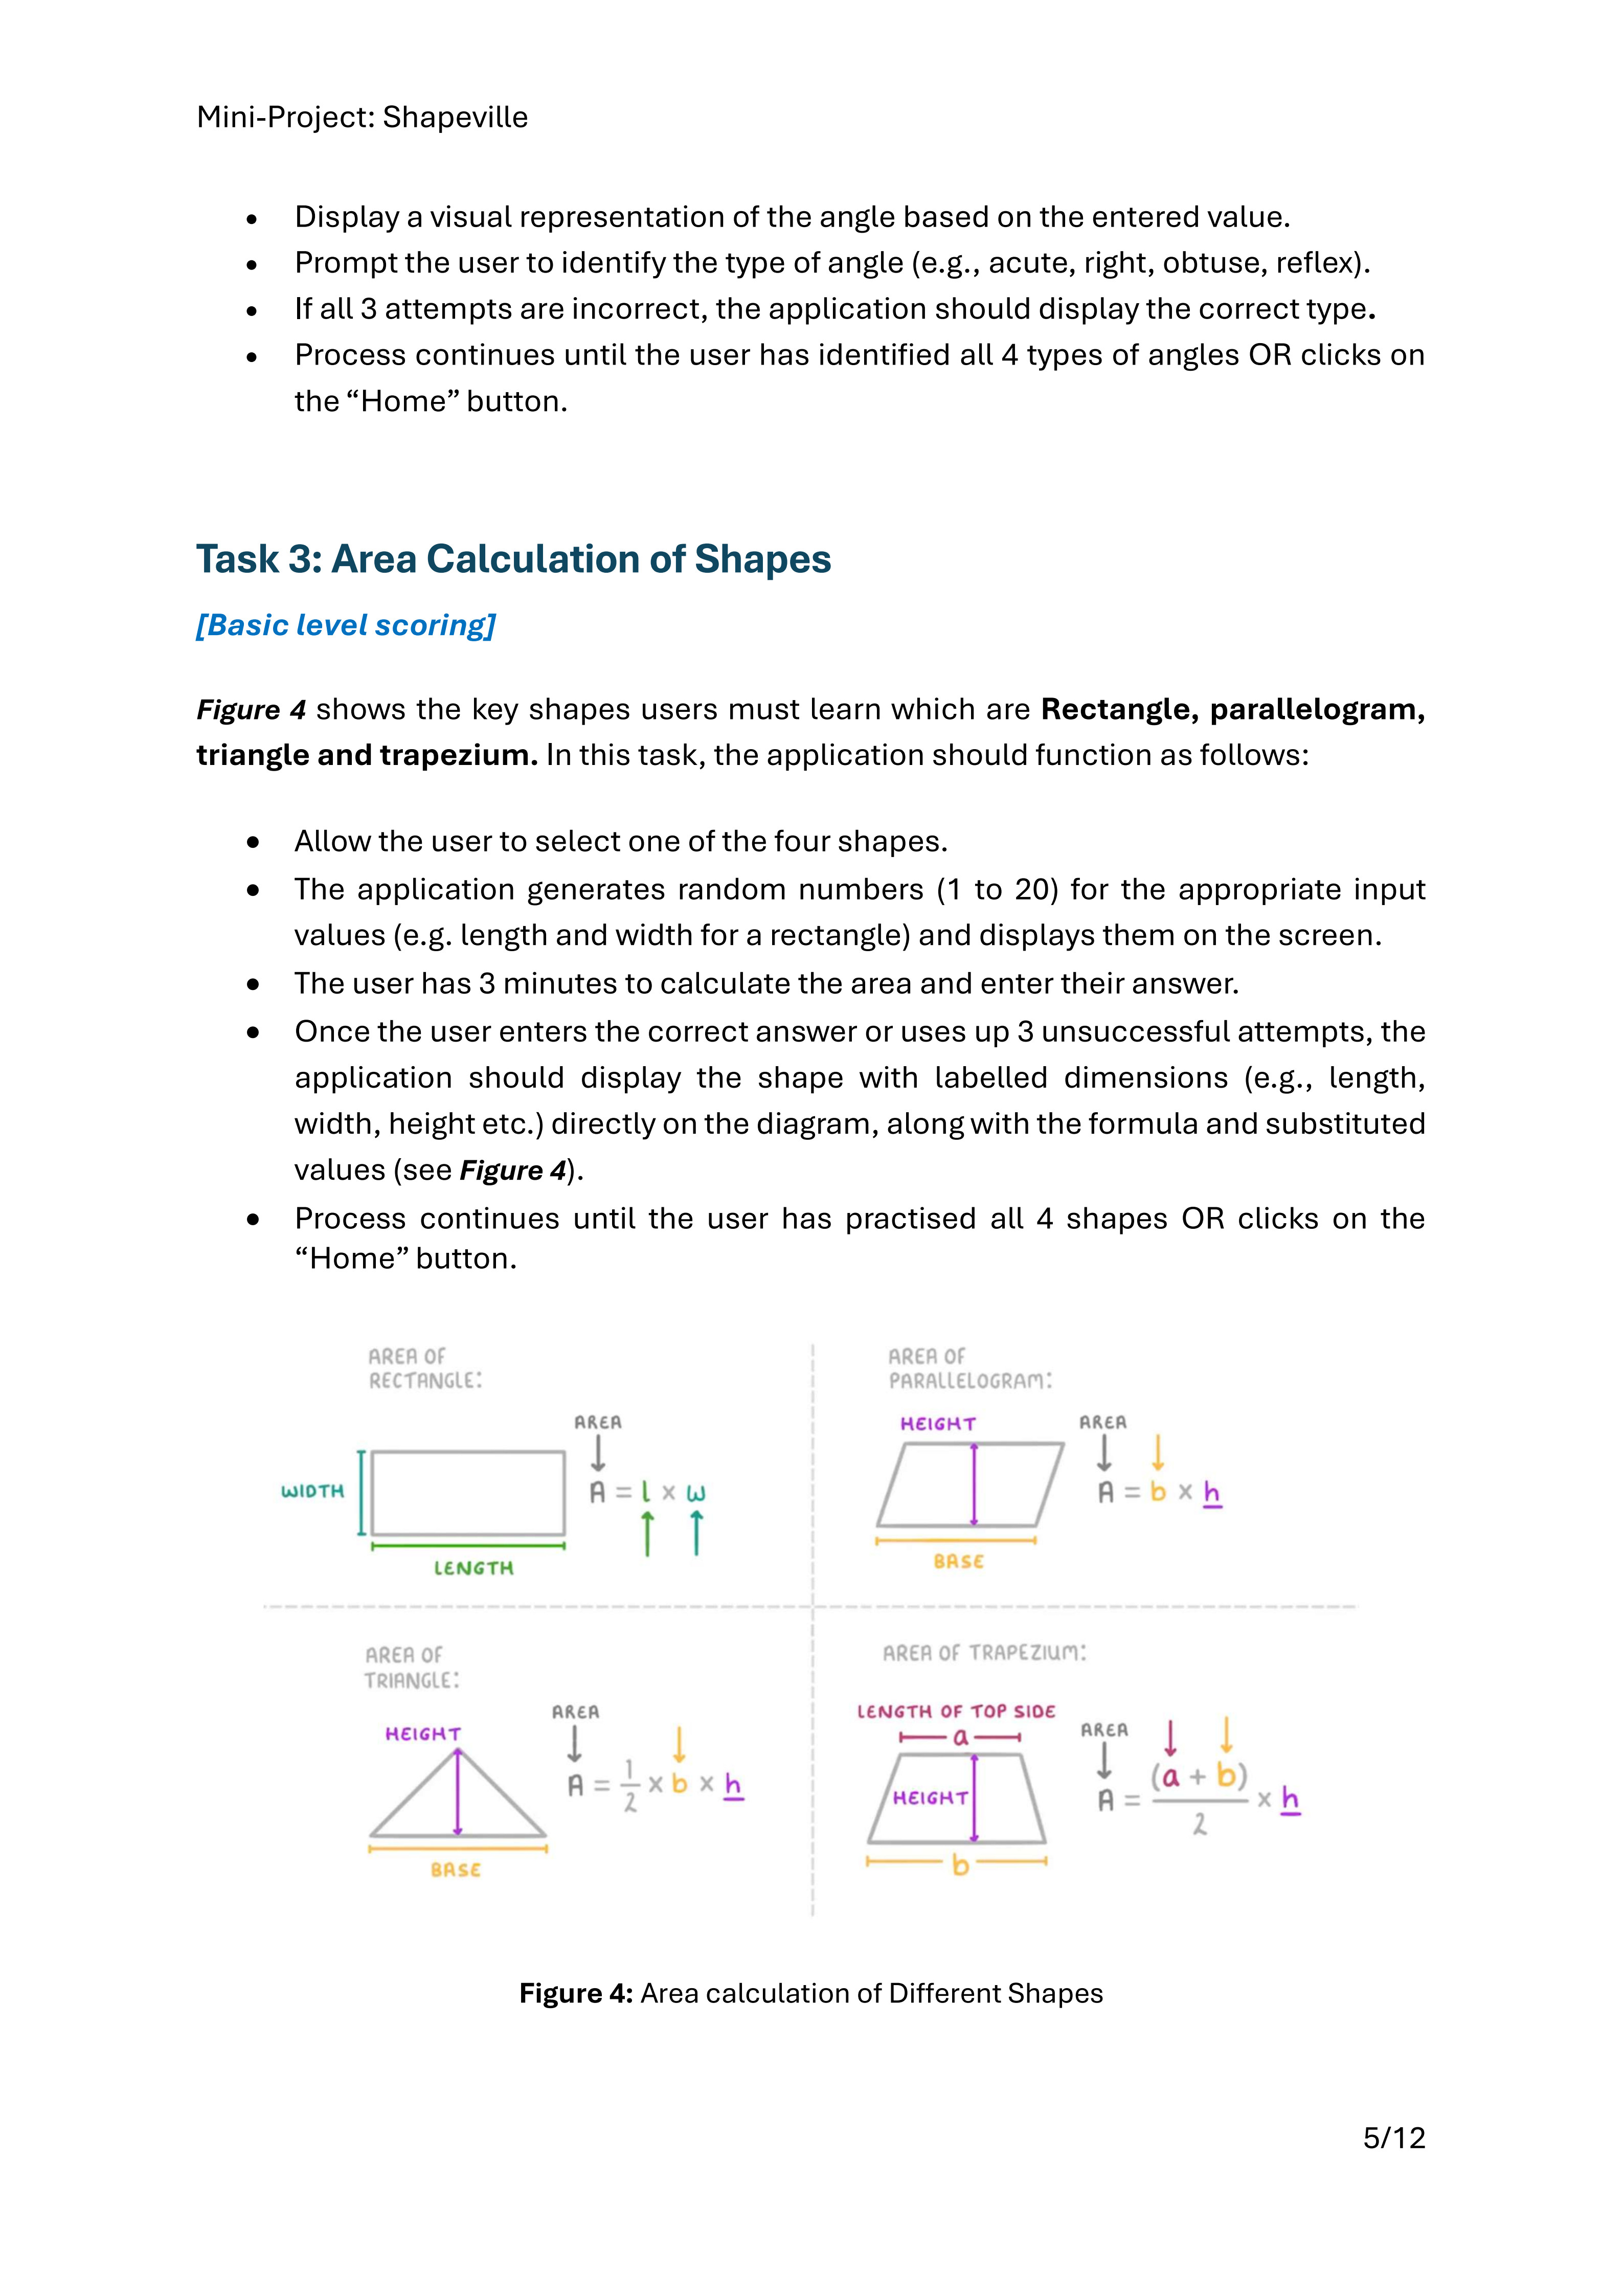 Mini-Project: Shapeville
• Display a visual representation of the angle based on the entered value.
• Prompt the user to identify the type of angle (e.g., acute, right, obtuse, reflex).
• If all 3 attempts are incorrect, the application should display the correct type.
• Process continues until the user has identified all 4 types of angles OR clicks on
the “Home” button.
Task 3: Area Calculation of Shapes
[Basic level scoring]
Figure 4 shows the key shapes users must learn which are Rectangle, parallelogram,
triangle and trapezium. In this task, the application should function as follows:
• Allow the user to select one of the four shapes.
• The application generates random numbers (1 to 20) for the appropriate input
values (e.g. length and width for a rectangle) and displays them on the screen.
• The user has 3 minutes to calculate the area and enter their answer.
• Once the user enters the correct answer or uses up 3 unsuccessful attempts, the
application should display the shape with labelled dimensions (e.g., length,
width, height etc.) directly on the diagram, along with the formula and substituted
values (see Figure 4).
• Process continues until the user has practised all 4 shapes OR clicks on the
“Home” button.
AREA OF
RECTANGLE:
AREA
WIDTH
A = l × w
LENGTH
AREA OF
PARALLELOGRAM:
HEIGHT
AREA
A = b × h
BASE
AREA OF
TRIANGLE:
AREA
HEIGHT
A = 1/2 × b × h
BASE
AREA OF TRAPEZIUM:
LENGTH OF TOP SIDE
a
AREA
HEIGHT
A = (a + b)/2 × h
b
Figure 4: Area calculation of Different Shapes
5/12